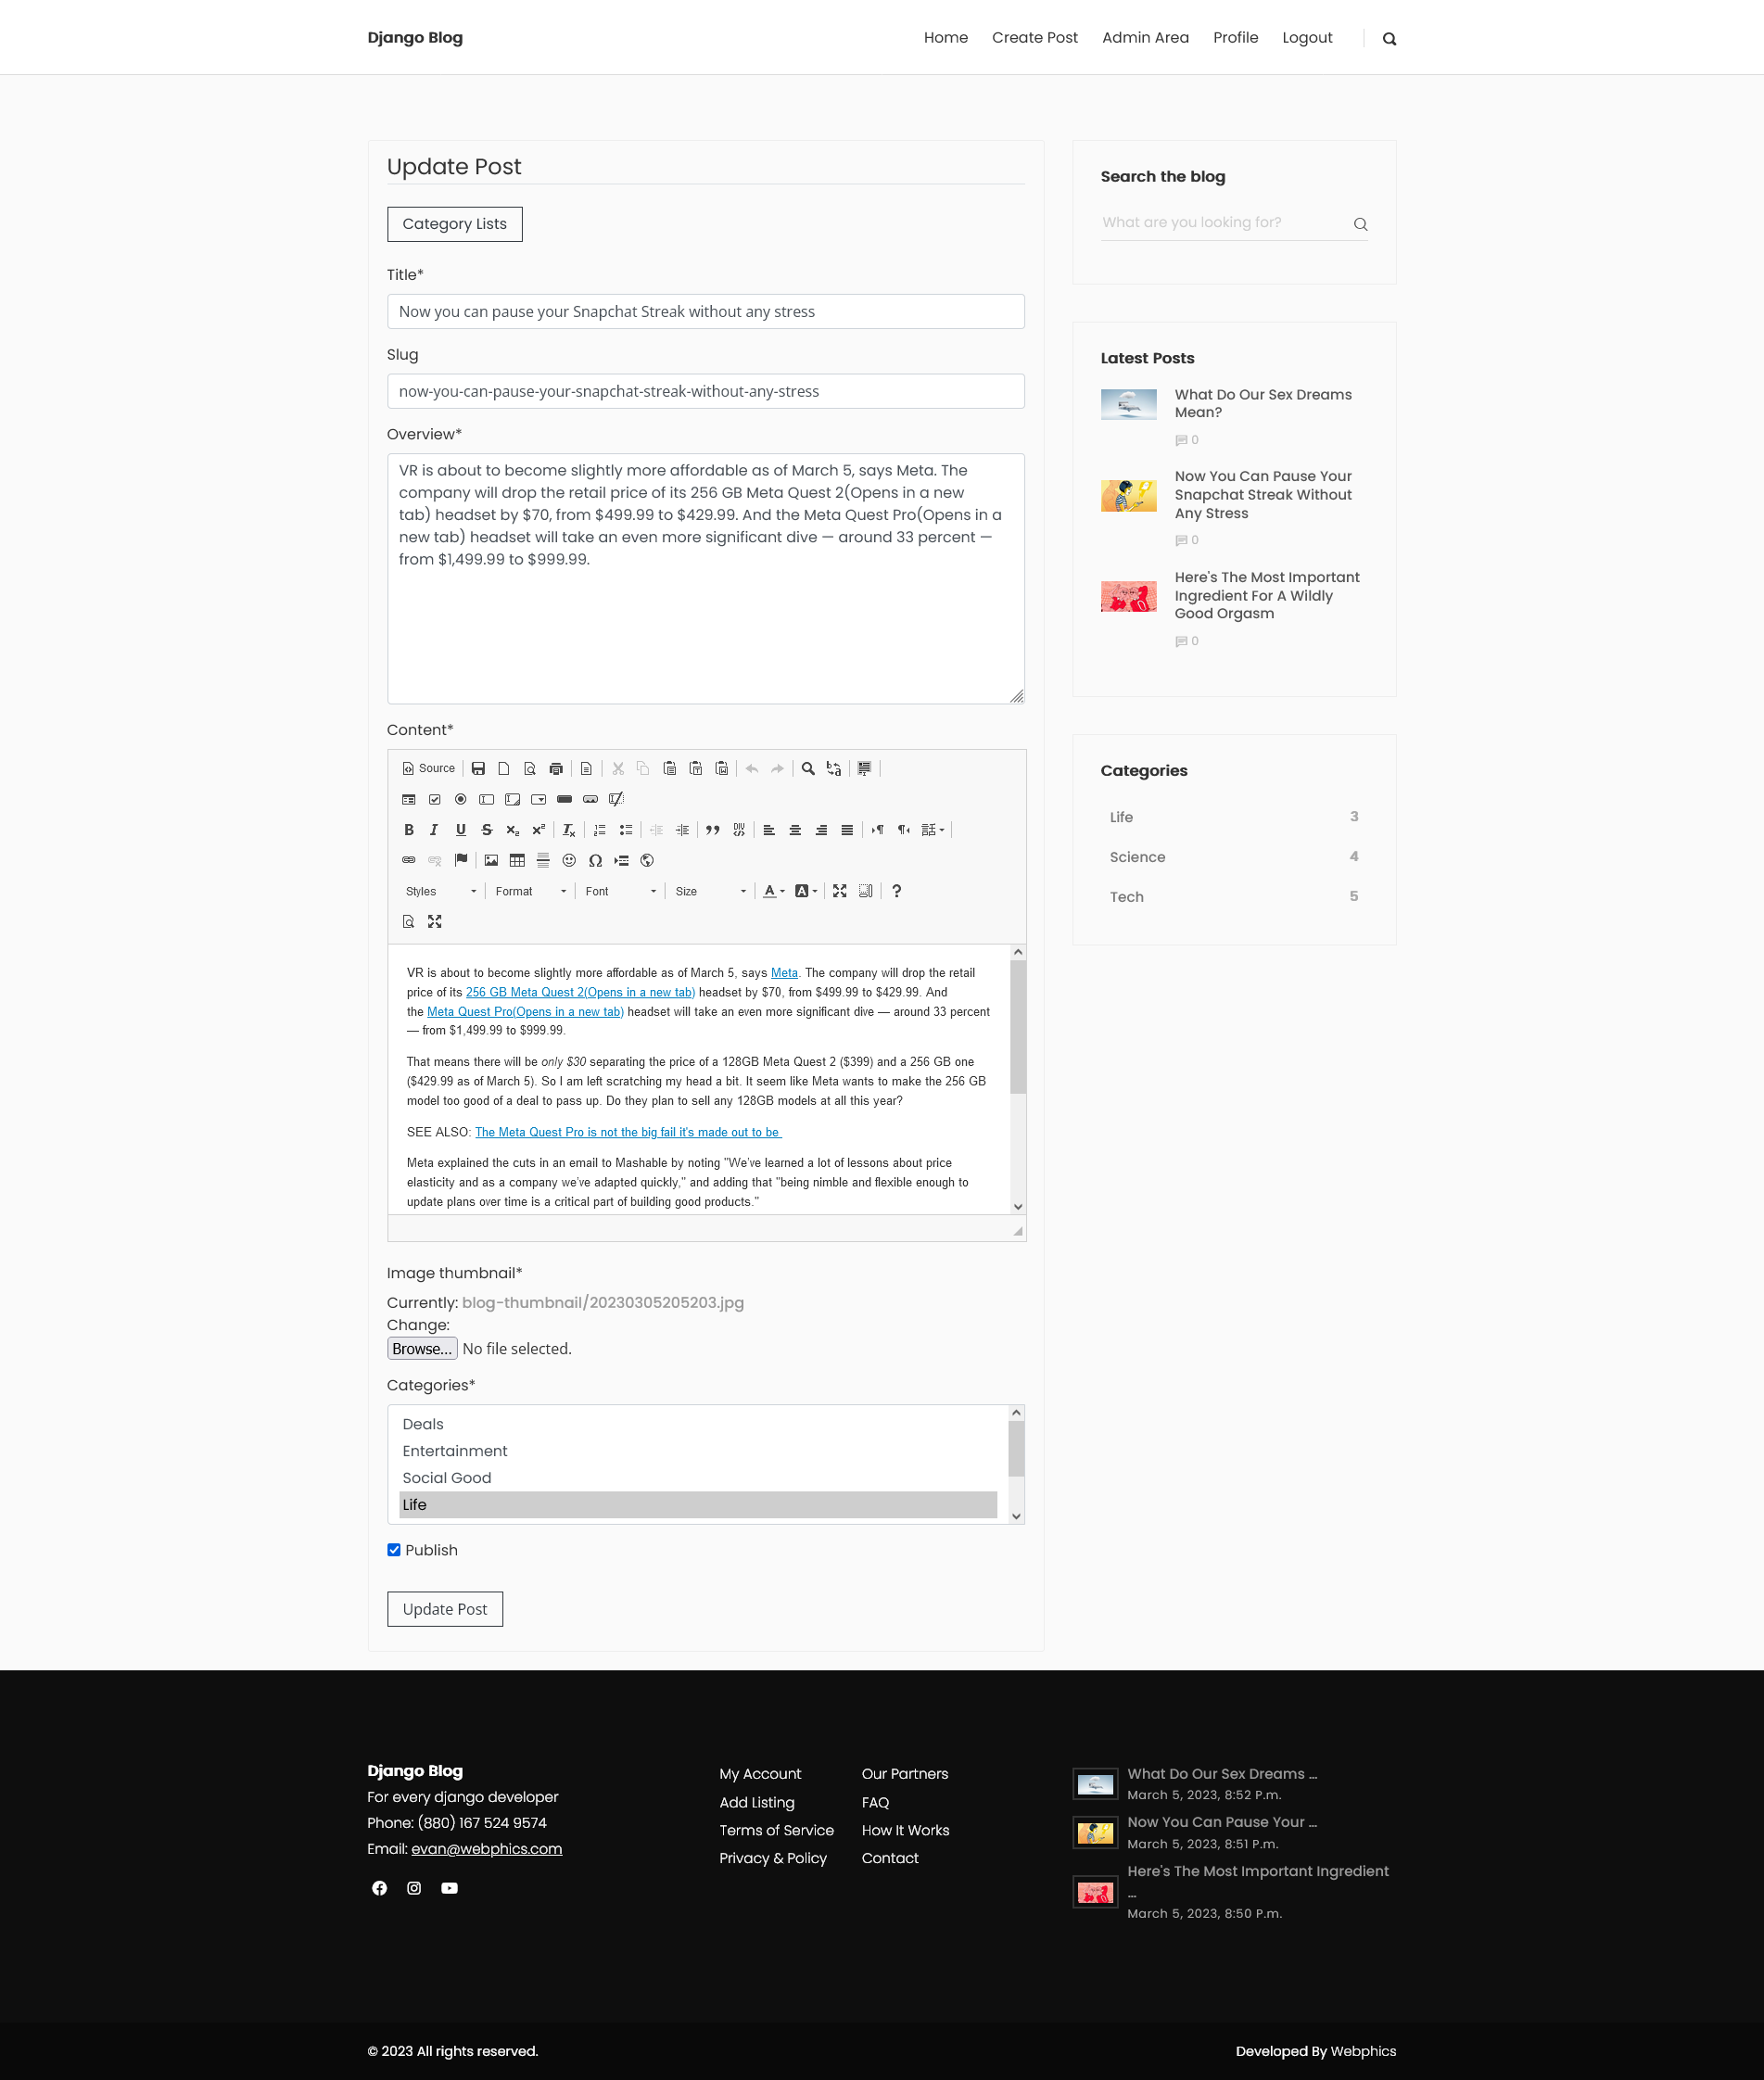 Django Blog
Home Create Post Admin Area Profile Logout
Update Post
Category Lists
Title*
Now you can pause your Snapchat Streak without any stress
Slug
now-you-can-pause-your-snapchat-streak-without-any-stress
Overview*
VR is about to become slightly more affordable as of March 5, says Meta. The
company will drop the retail price of its 256 GB Meta Quest 2(Opens in a new
tab) headset by $70, from $499.99 to $429.99. And the Meta Quest Pro(Opens in a
new tab) headset will take an even more significant dive — around 33 percent —
from $1,499.99 to $999.99.
Content*
Source
Styles Format Font Size
VR is about to become slightly more affordable as of March 5, says Meta. The company will drop the retail
price of its 256 GB Meta Quest 2(Opens in a new tab) headset by $70, from $499.99 to $429.99. And
the Meta Quest Pro(Opens in a new tab) headset will take an even more significant dive — around 33 percent
— from $1,499.99 to $999.99.
That means there will be only $30 separating the price of a 128GB Meta Quest 2 ($399) and a 256 GB one
($429.99 as of March 5). So I am left scratching my head a bit. It seem like Meta wants to make the 256 GB
model too good of a deal to pass up. Do they plan to sell any 128GB models at all this year?
SEE ALSO: The Meta Quest Pro is not the big fail it's made out to be
Meta explained the cuts in an email to Mashable by noting "We've learned a lot of lessons about price
elasticity and as a company we've adapted quickly," and adding that "being nimble and flexible enough to
update plans over time is a critical part of building good products."
Image thumbnail*
Currently: blog-thumbnail/20230305205203.jpg
Change:
Browse... No file selected.
Categories*
Deals
Entertainment
Social Good
Life
Publish
Update Post
Search the blog
What are you looking for?
Latest Posts
What Do Our Sex Dreams
Mean?
0
Now You Can Pause Your
Snapchat Streak Without
Any Stress
0
Here's The Most Important
Ingredient For A Wildly
Good Orgasm
0
Categories
Life 3
Science 4
Tech 5
Django Blog
For every django developer
Phone: (880) 167 524 9574
Email: evan@webphics.com
My Account
Add Listing
Terms of Service
Privacy & Policy
Our Partners
FAQ
How It Works
Contact
What Do Our Sex Dreams ...
March 5, 2023, 8:52 P.m.
Now You Can Pause Your ...
March 5, 2023, 8:51 P.m.
Here's The Most Important Ingredient
...
March 5, 2023, 8:50 P.m.
© 2023 All rights reserved.
Developed By Webphics